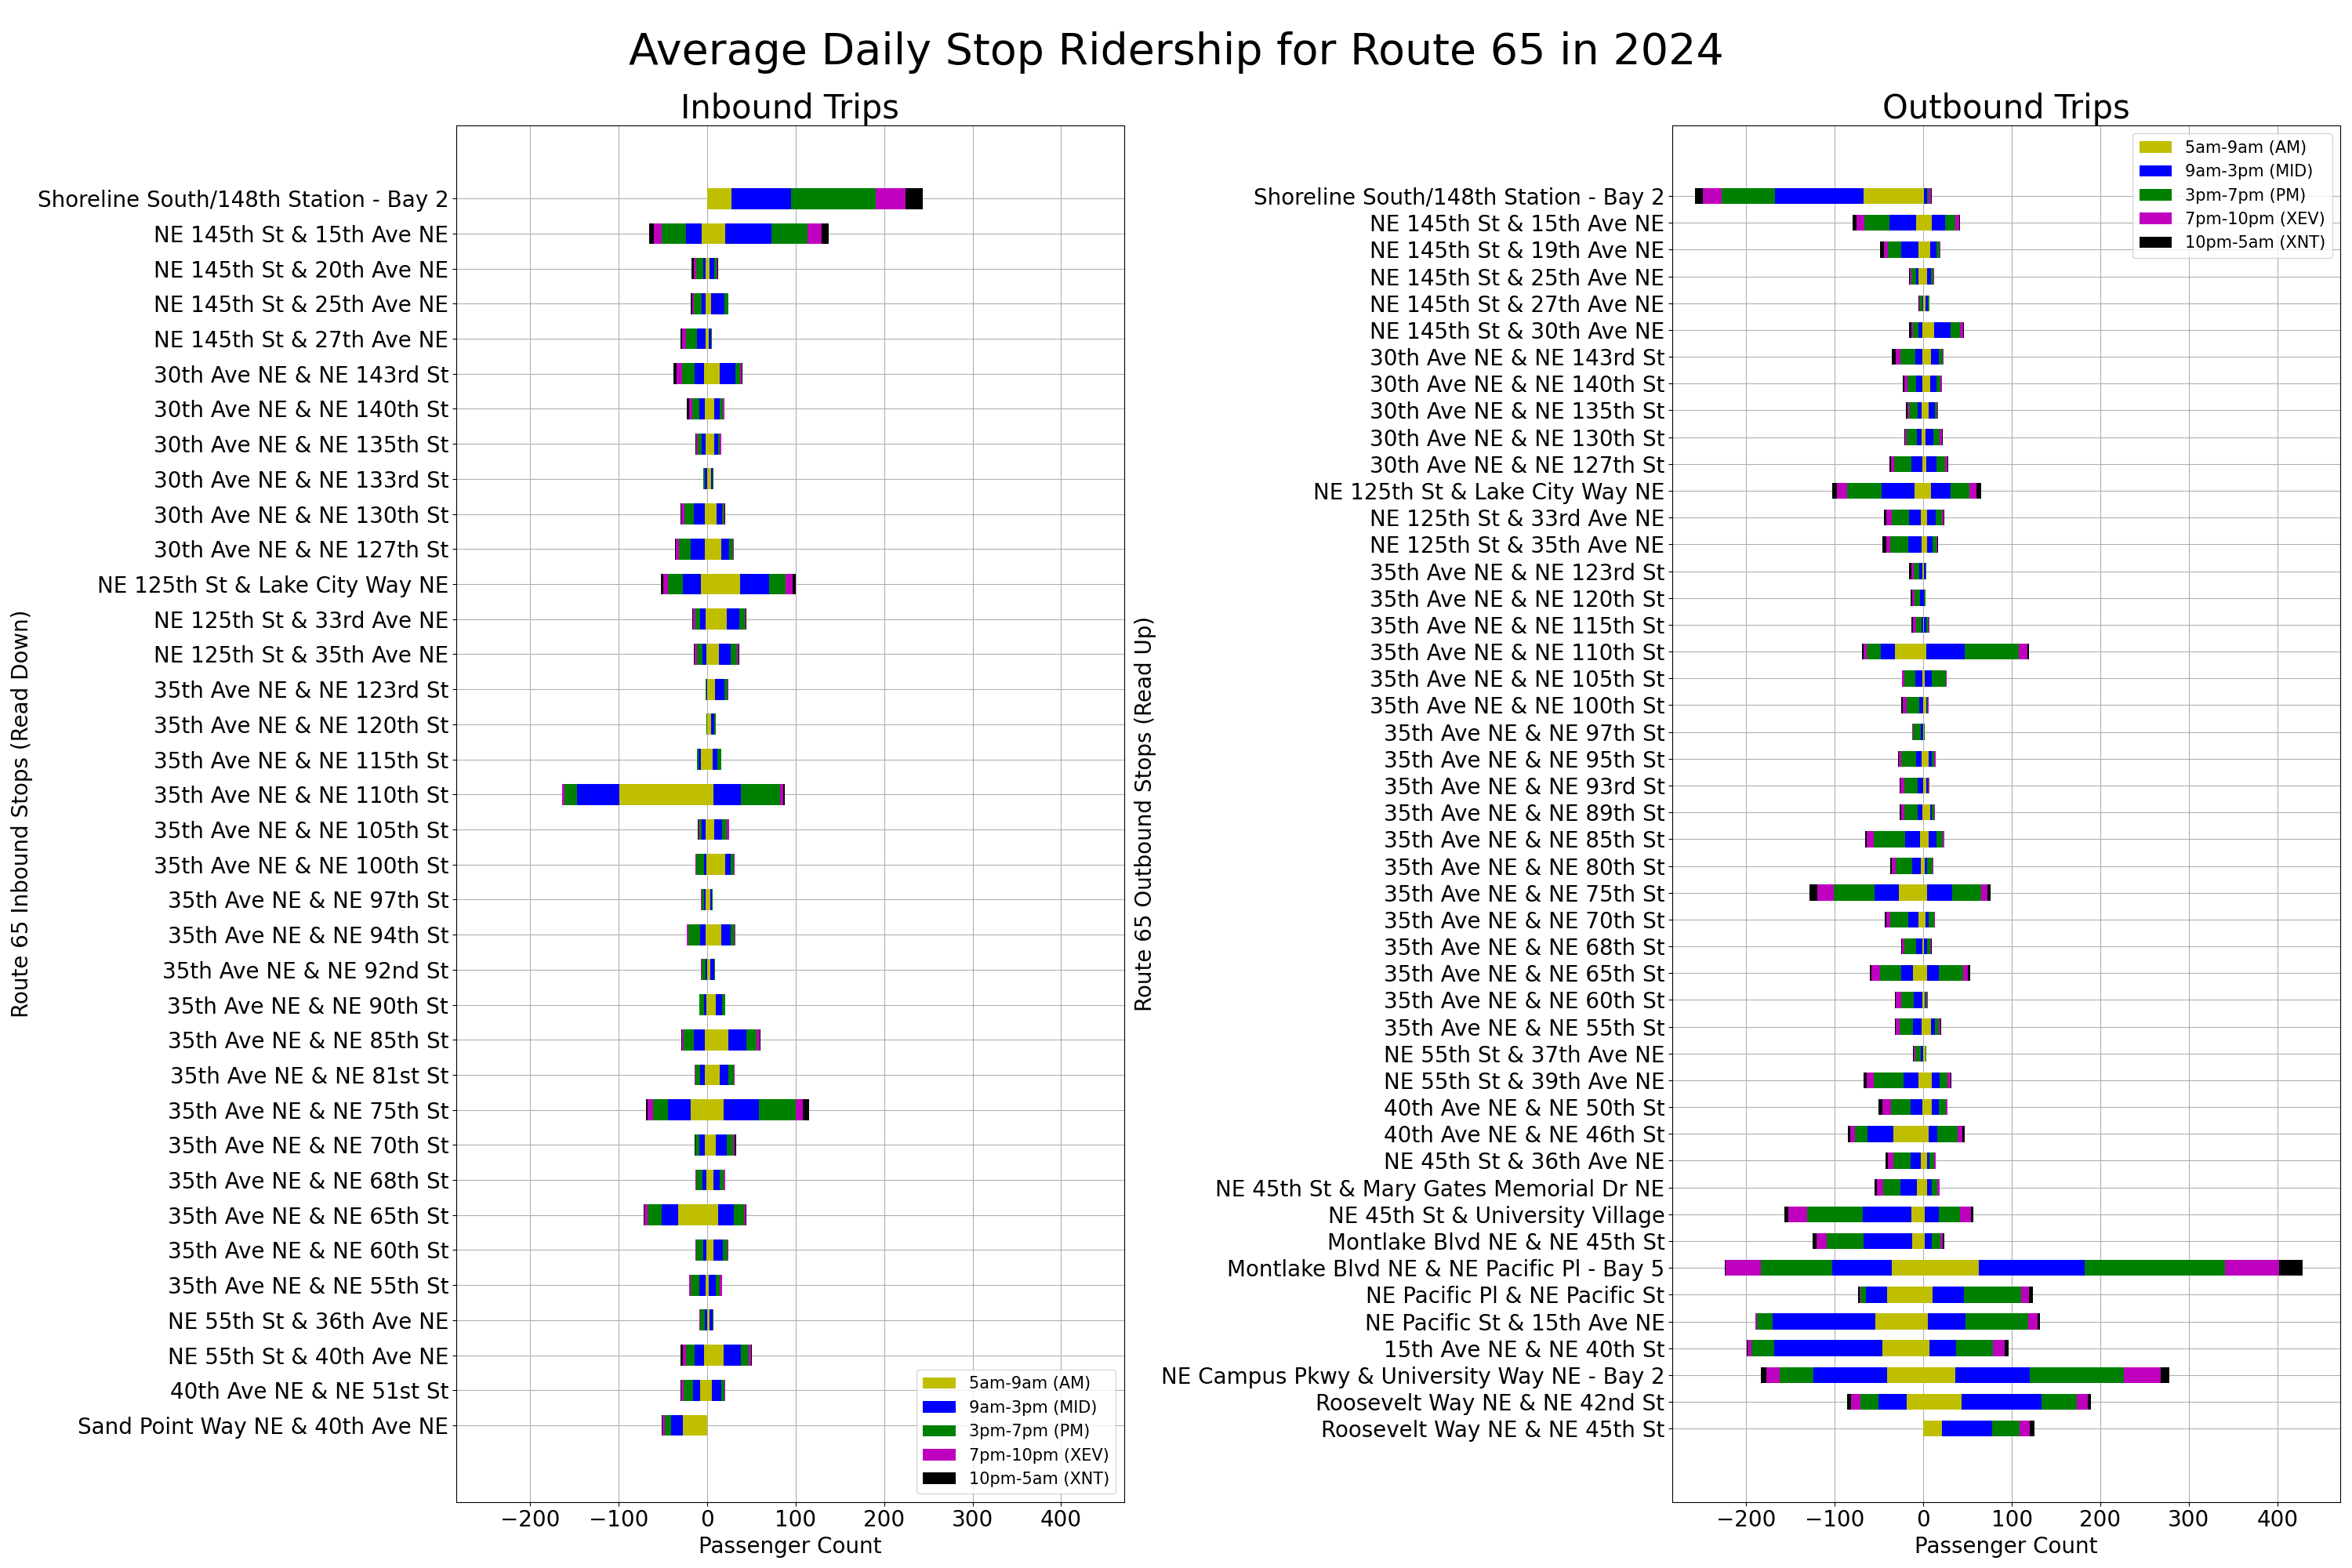 Average Daily Stop Ridership for Route 65 in 2024
Inbound Trips
Route 65 Inbound Stops (Read Down)
Shoreline South/148th Station - Bay 2
NE 145th St & 15th Ave NE
NE 145th St & 20th Ave NE
NE 145th St & 25th Ave NE
NE 145th St & 27th Ave NE
30th Ave NE & NE 143rd St
30th Ave NE & NE 140th St
30th Ave NE & NE 135th St
30th Ave NE & NE 133rd St
30th Ave NE & NE 130th St
30th Ave NE & NE 127th St
NE 125th St & Lake City Way NE
NE 125th St & 33rd Ave NE
NE 125th St & 35th Ave NE
35th Ave NE & NE 123rd St
35th Ave NE & NE 120th St
35th Ave NE & NE 115th St
35th Ave NE & NE 110th St
35th Ave NE & NE 105th St
35th Ave NE & NE 100th St
35th Ave NE & NE 97th St
35th Ave NE & NE 94th St
35th Ave NE & NE 92nd St
35th Ave NE & NE 90th St
35th Ave NE & NE 85th St
35th Ave NE & NE 81st St
35th Ave NE & NE 75th St
35th Ave NE & NE 70th St
35th Ave NE & NE 68th St
35th Ave NE & NE 65th St
35th Ave NE & NE 60th St
35th Ave NE & NE 55th St
NE 55th St & 36th Ave NE
NE 55th St & 40th Ave NE
40th Ave NE & NE 51st St
Sand Point Way NE & 40th Ave NE
5am-9am (AM)
9am-3pm (MID)
3pm-7pm (PM)
7pm-10pm (XEV)
10pm-5am (XNT)
−200 −100 0 100 200 300 400
Passenger Count
Outbound Trips
Route 65 Outbound Stops (Read Up)
5am-9am (AM)
9am-3pm (MID)
3pm-7pm (PM)
7pm-10pm (XEV)
10pm-5am (XNT)
Shoreline South/148th Station - Bay 2
NE 145th St & 15th Ave NE
NE 145th St & 19th Ave NE
NE 145th St & 25th Ave NE
NE 145th St & 27th Ave NE
NE 145th St & 30th Ave NE
30th Ave NE & NE 143rd St
30th Ave NE & NE 140th St
30th Ave NE & NE 135th St
30th Ave NE & NE 130th St
30th Ave NE & NE 127th St
NE 125th St & Lake City Way NE
NE 125th St & 33rd Ave NE
NE 125th St & 35th Ave NE
35th Ave NE & NE 123rd St
35th Ave NE & NE 120th St
35th Ave NE & NE 115th St
35th Ave NE & NE 110th St
35th Ave NE & NE 105th St
35th Ave NE & NE 100th St
35th Ave NE & NE 97th St
35th Ave NE & NE 95th St
35th Ave NE & NE 93rd St
35th Ave NE & NE 89th St
35th Ave NE & NE 85th St
35th Ave NE & NE 80th St
35th Ave NE & NE 75th St
35th Ave NE & NE 70th St
35th Ave NE & NE 68th St
35th Ave NE & NE 65th St
35th Ave NE & NE 60th St
35th Ave NE & NE 55th St
NE 55th St & 37th Ave NE
NE 55th St & 39th Ave NE
40th Ave NE & NE 50th St
40th Ave NE & NE 46th St
NE 45th St & 36th Ave NE
NE 45th St & Mary Gates Memorial Dr NE
NE 45th St & University Village
Montlake Blvd NE & NE 45th St
Montlake Blvd NE & NE Pacific Pl - Bay 5
NE Pacific Pl & NE Pacific St
NE Pacific St & 15th Ave NE
15th Ave NE & NE 40th St
NE Campus Pkwy & University Way NE - Bay 2
Roosevelt Way NE & NE 42nd St
Roosevelt Way NE & NE 45th St
−200 −100 0 100 200 300 400
Passenger Count